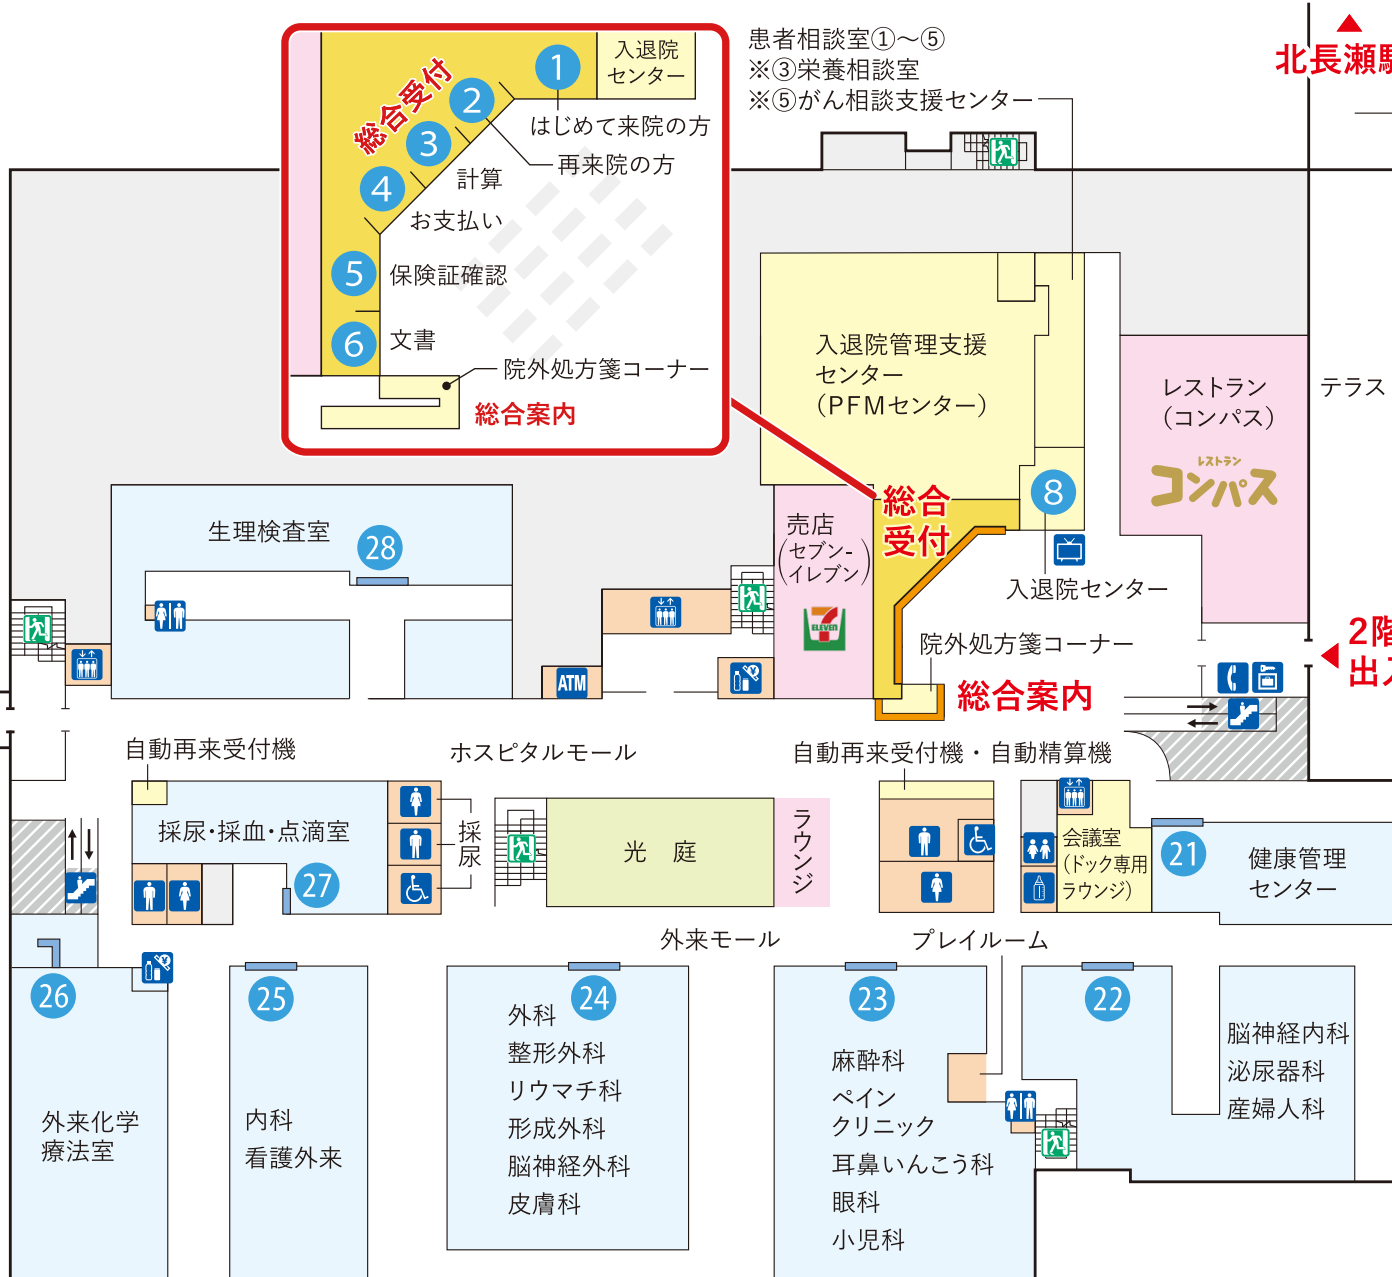 患者相談室①～⑤
※③栄養相談室
※⑤がん相談支援センター
北長瀬駅
総合受付
1
2
3
4
5
6
入退院
センター
はじめて来院の方
再来院の方
計算
お支払い
保険証確認
文書
院外処方箋コーナー
総合案内
入退院管理支援
センター
（PFMセンター）
レストラン
（コンパス）
レストラン
コンパス
テラス
生理検査室
28
売店
（セブン-
イレブン）
ELEVEN
総合
受付
8
入退院センター
院外処方箋コーナー
総合案内
2階
ATM
自動再来受付機
ホスピタルモール
自動再来受付機・自動精算機
採尿・採血・点滴室
27
採尿
光 庭
ラウンジ
会議室
（ドック専用
ラウンジ）
21
健康管理
センター
外来モール
プレイルーム
26
外来化学
療法室
25
内科
看護外来
24
外科
整形外科
リウマチ科
形成外科
脳神経外科
皮膚科
23
麻酔科
ペイン
クリニック
耳鼻いんこう科
眼科
小児科
22
脳神経内科
泌尿器科
産婦人科